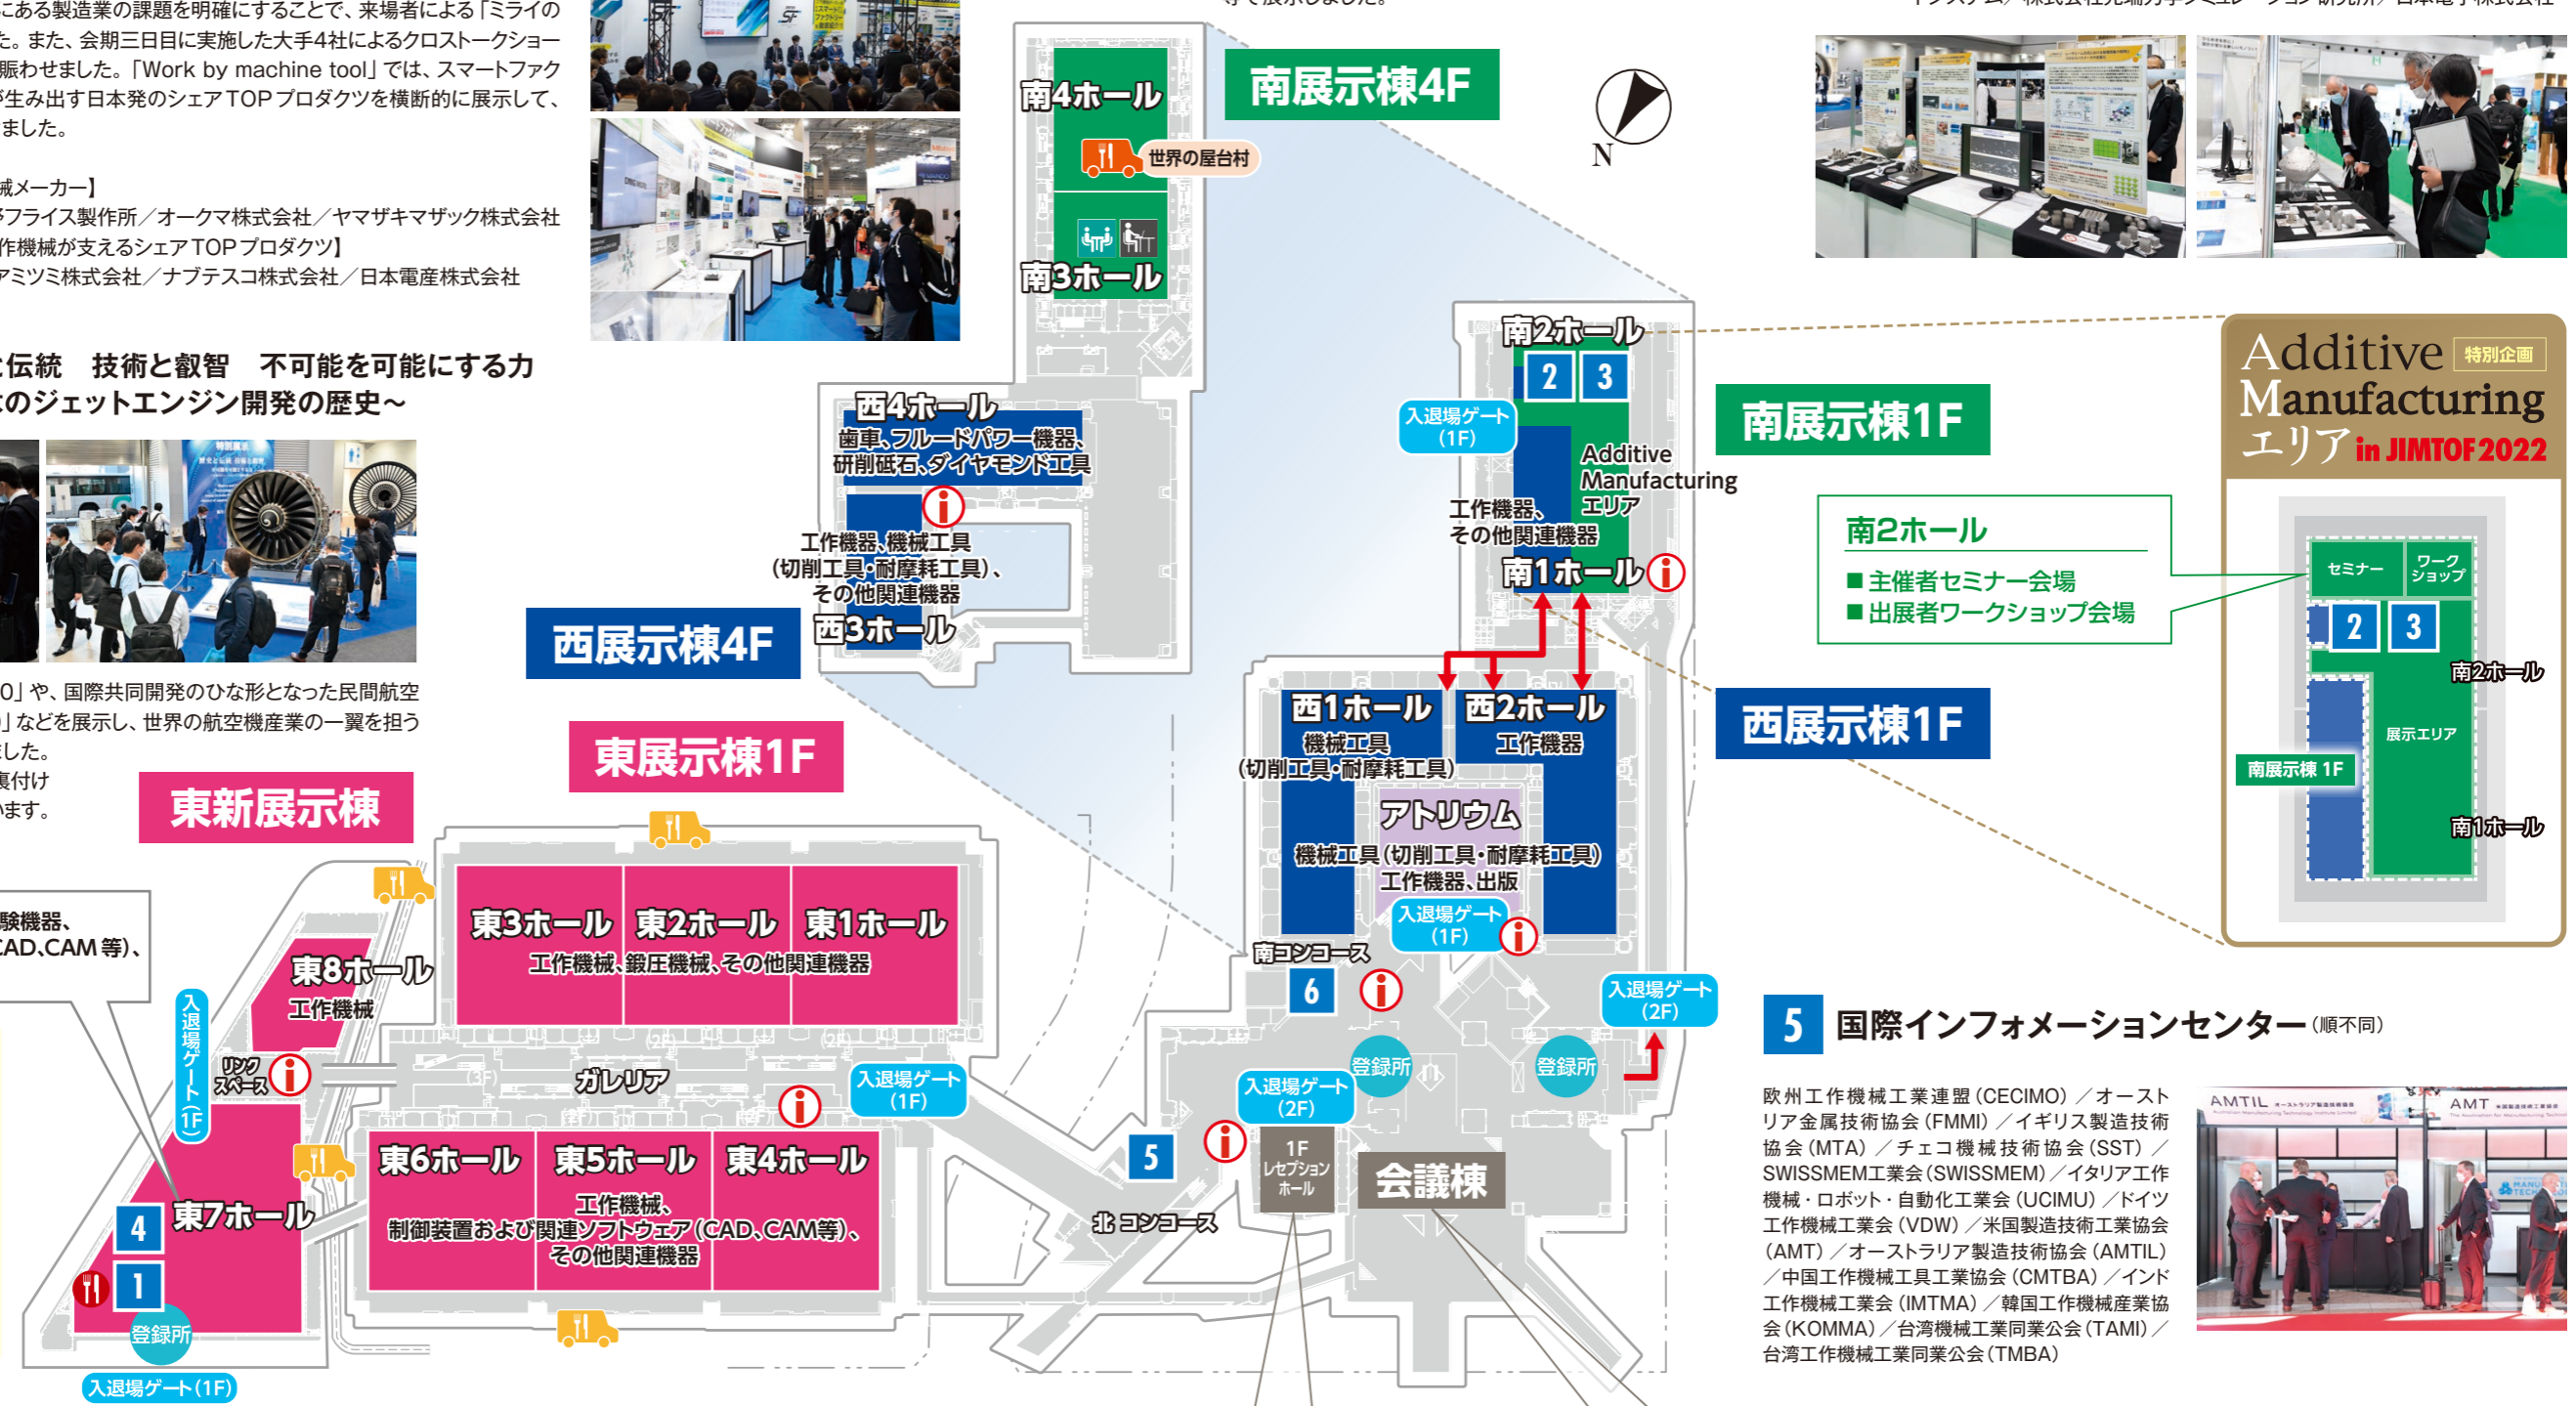 にある製造業の課題を明確にすることで、来場者による「ミライの
た。また、会期三日目に実施した大手4社によるクロストークショー
賑わせました。「Work by machine tool」では、スマートファク
が生み出す日本発のシェアTOPプロダクツを横断的に展示して、
ました。
械メーカー】
フライス製作所／オークマ株式会社／ヤマザキマザック株式会社
作機械が支えるシェアTOPプロダクツ】
アミツミ株式会社／ナブテスコ株式会社／日本電産株式会社
と伝統　技術と叡智　不可能を可能にする力
のジェットエンジン開発の歴史～
0」や、国際共同開発のひな形となった民間航空
」などを展示し、世界の航空機産業の一翼を担う
した。
裏付け
います。
南展示棟4F
南4ホール
世界の屋台村
南3ホール
N
西4ホール
歯車、フルードパワー機器、
研削砥石、ダイヤモンド工具
工作機器、機械工具
（切削工具・耐摩耗工具）、
その他関連機器
西3ホール
西展示棟4F
南2ホール
2 3
入退場ゲート
（1F）
Additive
Manufacturing
エリア
工作機器、
その他関連機器
南1ホール
南展示棟1F
西1ホール
機械工具
（切削工具・耐摩耗工具）
西2ホール
工作機器
アトリウム
機械工具（切削工具・耐摩耗工具）
工作機器、出版
入退場ゲート
（1F）
西展示棟1F
南コンコース
6
登録所
登録所
入退場ゲート
（2F）
入退場ゲート
（2F）
1F
レセプション
ホール
会議棟
5
北 コンコース
東展示棟1F
東3ホール
東2ホール
東1ホール
工作機械、鍛圧機械、その他関連機器
(2F)
(2F)
(3F)
ガレリア
入退場ゲート
（1F）
東6ホール
東5ホール
東4ホール
工作機械、
制御装置および関連ソフトウェア（CAD、CAM等）、
その他関連機器
東新展示棟
験機器、
CAD、CAM 等）、
東8ホール
工作機械
入退場ゲート（1F）
リンク
スペース
東7ホール
4
1
登録所
入退場ゲート（1F）
Additive 特別企画
Manufacturing
エリア in JIMTOF2022
南2ホール
■ 主催者セミナー会場
■ 出展者ワークショップ会場
セミナー
ワーク
ショップ
2 3
南2ホール
展示エリア
南展示棟 1F
南1ホール
5 国際インフォメーションセンター（順不同）
欧州工作機械工業連盟（CECIMO）／オースト
リア金属技術協会（FMMI）／イギリス製造技術
協会（MTA）／チェコ機械技術協会（SST）／
SWISSMEM工業会（SWISSMEM）／イタリア工作
機械・ロボット・自動化工業会（UCIMU）／ドイツ
工作機械工業会（VDW）／米国製造技術工業協会
（AMT）／オーストラリア製造技術協会（AMTIL）
／中国工作機械工具工業協会（CMTBA）／インド
工作機械工業会（IMTMA）／韓国工作機械産業協
会（KOMMA）／台湾機械工業同業公会（TAMI）／
台湾工作機械工業同業公会（TMBA）
AMTIL オーストラリア製造技術協会
AMT 米国製造技術工業協会